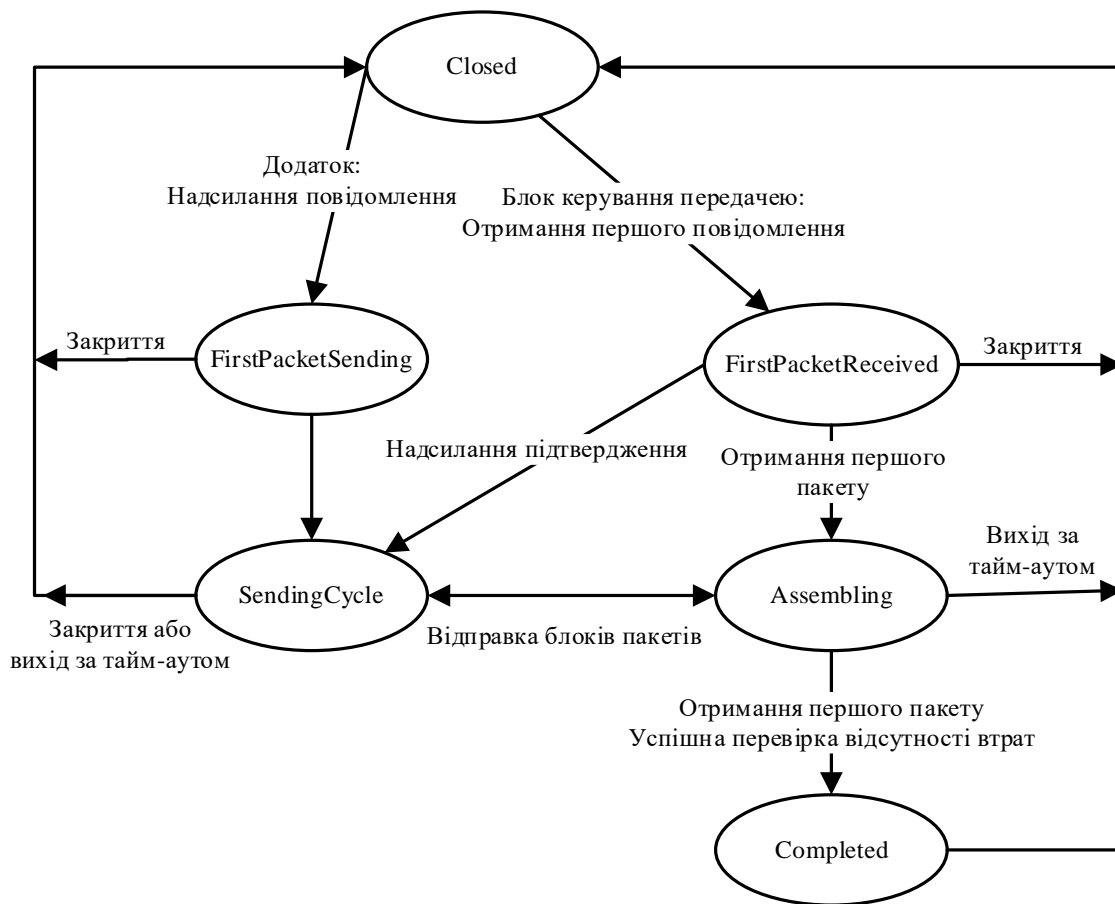 Closed
Додаток:
Надсилання повідомлення
Блок керування передачею:
Отримання першого повідомлення
Закриття
FirstPacketSending
FirstPacketReceived
Закриття
Надсилання підтвердження
Отримання першого
пакету
Вихід за
тайм-аутом
SendingCycle
Assembling
Закриття або
вихід за тайм-аутом
Відправка блоків пакетів
Отримання першого пакету
Успішна перевірка відсутності втрат
Completed